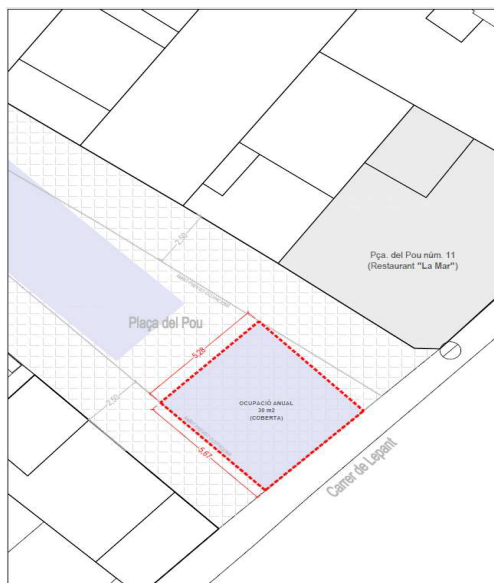 Pça. del Pou núm. 11
(Restaurant "La Mar")
2,50
Plaça del Pou
5,28
OCUPACIÓ ANUAL
30 m2
(COBERTA)
2,50
5,67
Carrer de Lepant